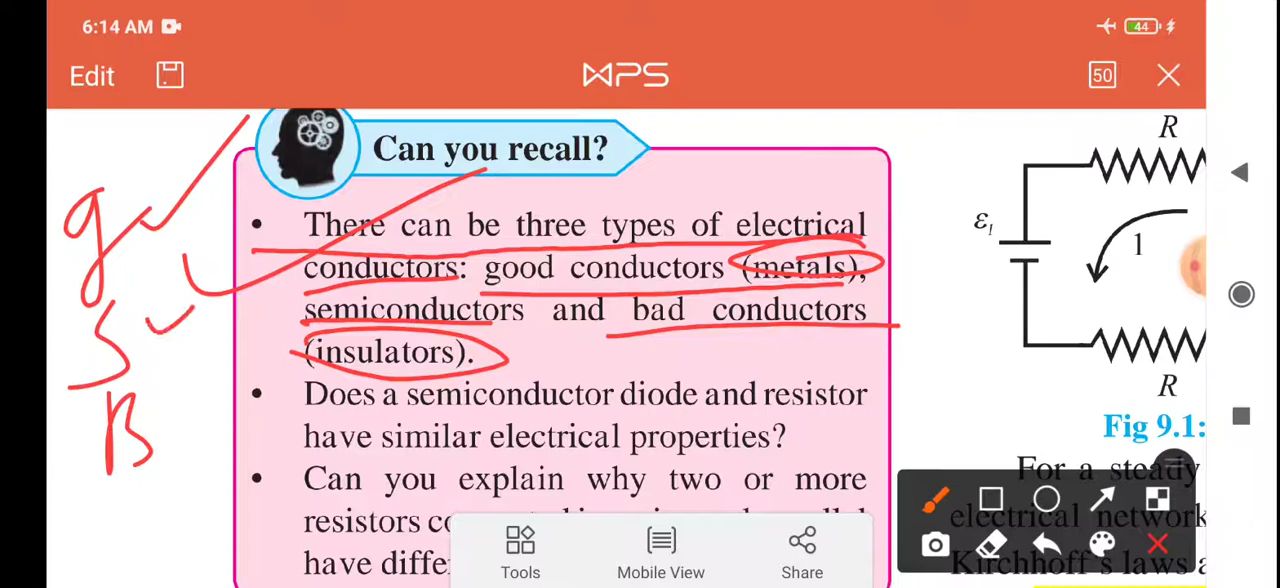 6:14 AM
44
Edit
WPS
50
Can you recall?
g
S
B
• There can be three types of electrical
conductors: good conductors (metals),
semiconductors and bad conductors
(insulators).
• Does a semiconductor diode and resistor
have similar electrical properties?
• Can you explain why two or more
resistors
have
R
ε1
1
R
Fig 9.1:
For a steady
electrical network
Kirchhoff's laws
Tools
Mobile View
Share